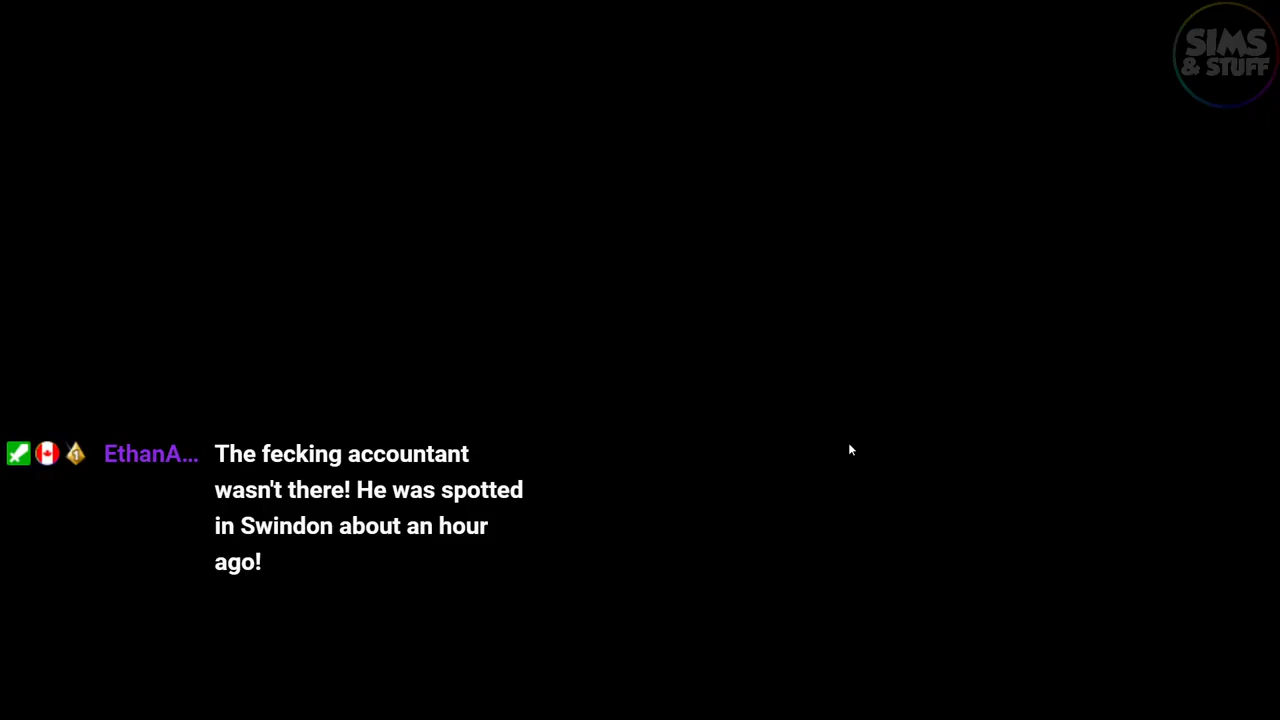 SIMS
& STUFF
EthanA... The fecking accountant
wasn't there! He was spotted
in Swindon about an hour
ago!